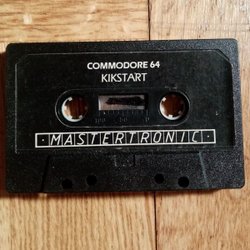 COMMODORE 64
KIKSTART
· MASTERTRONIC ·